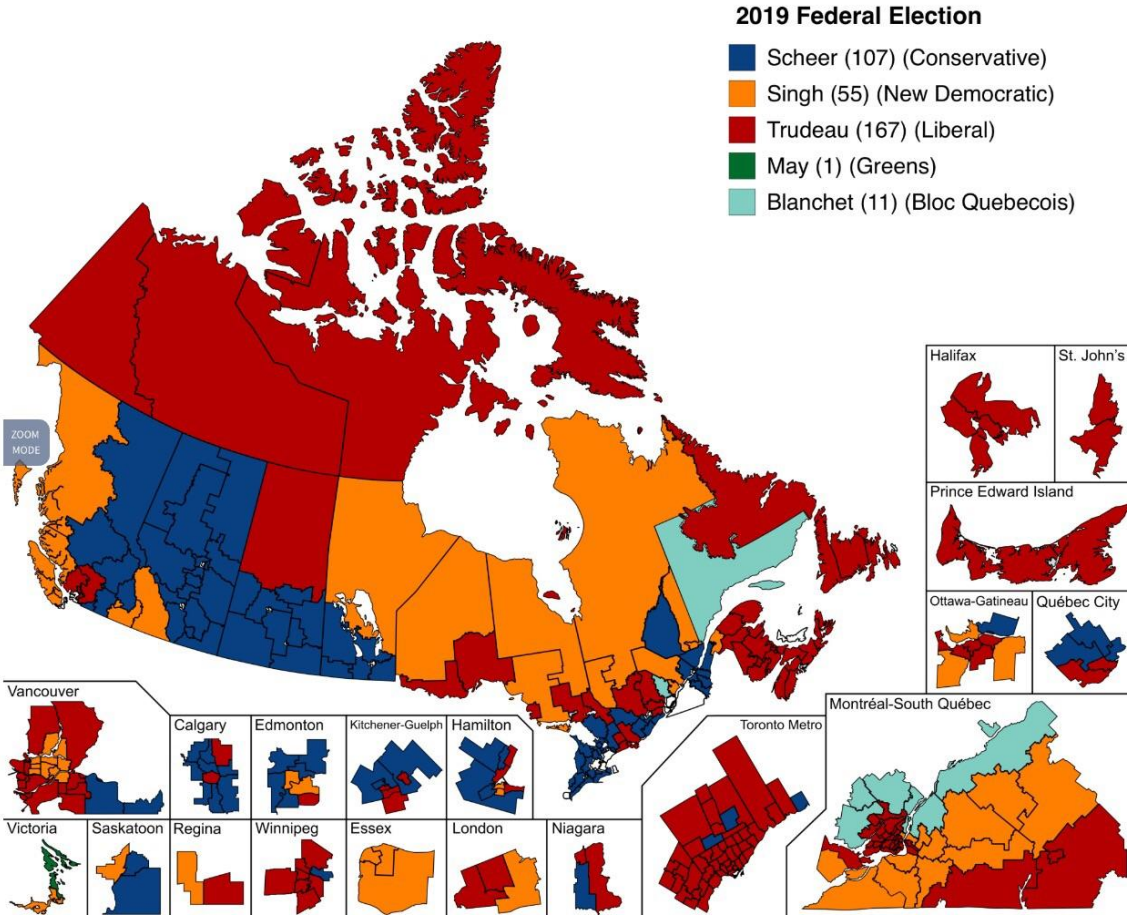 2019 Federal Election
Scheer (107) (Conservative)
Singh (55) (New Democratic)
Trudeau (167) (Liberal)
May (1) (Greens)
Blanchet (11) (Bloc Quebecois)
ZOOM
MODE
Halifax
St. John's
Prince Edward Island
Ottawa-Gatineau
Québec City
Vancouver
Calgary
Edmonton
Kitchener-Guelph
Hamilton
Toronto Metro
Montréal-South Québec
Victoria
Saskatoon
Regina
Winnipeg
Essex
London
Niagara